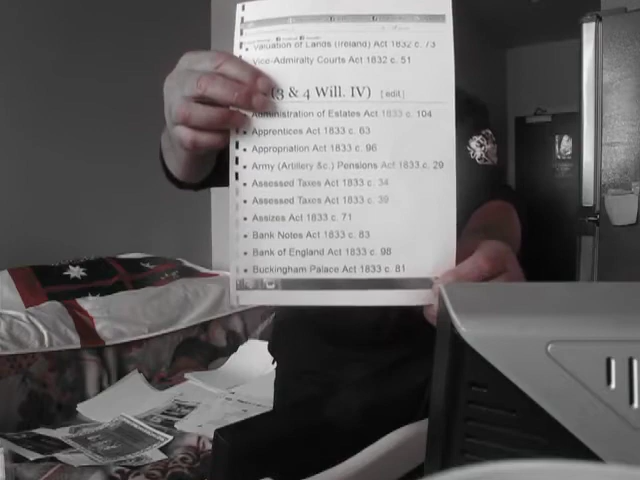 Valuation of Lands (Ireland) Act 1832 c. 73
Vice-Admiralty Courts Act 1832 c. 51
(3 & 4 Will. IV) [edit]
Administration of Estates Act 1833 c. 104
Apprentices Act 1833 c. 63
Appropriation Act 1833 c. 96
Army (Artillery &c.) Pensions Act 1833 c. 29
Assessed Taxes Act 1833 c. 34
Assessed Taxes Act 1833 c. 39
Assizes Act 1833 c. 71
Bank Notes Act 1833 c. 83
Bank of England Act 1833 c. 98
Buckingham Palace Act 1833 c. 81